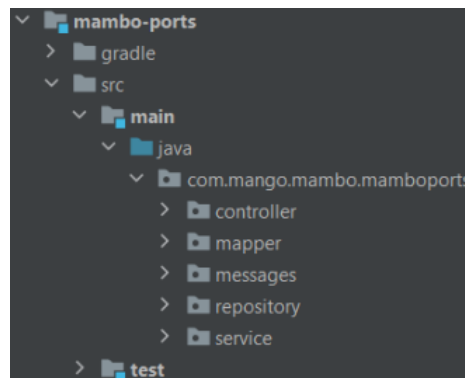 mambo-ports
gradle
src
main
java
com.mango.mambo.mamboports
controller
mapper
messages
repository
service
test